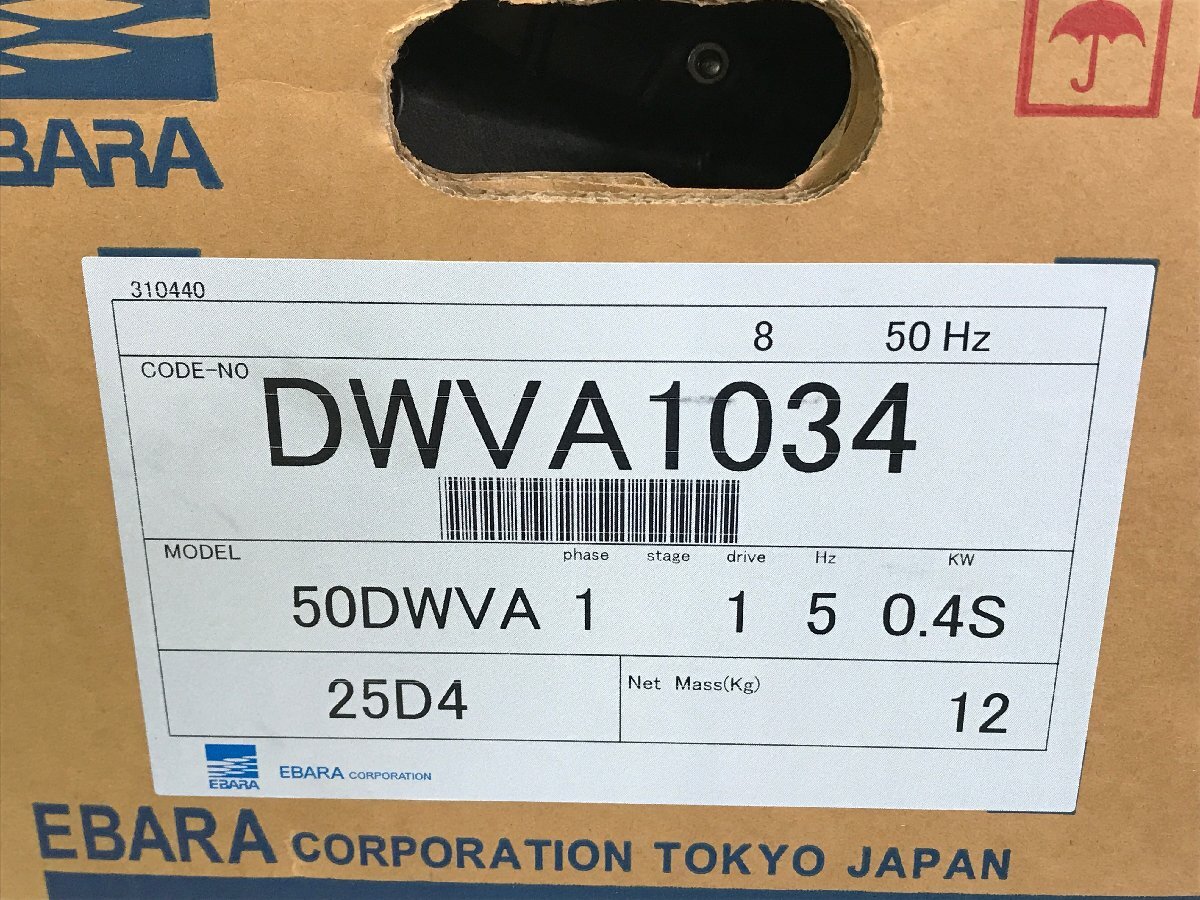 EBARA
310440
8 50 Hz
CODE-NO DWVA1034
MODEL phase stage drive Hz KW
50DWVA 1 1 5 0.4S
25D4 Net Mass(Kg) 12
EBARA EBARA CORPORATION
EBARA CORPORATION TOKYO JAPAN